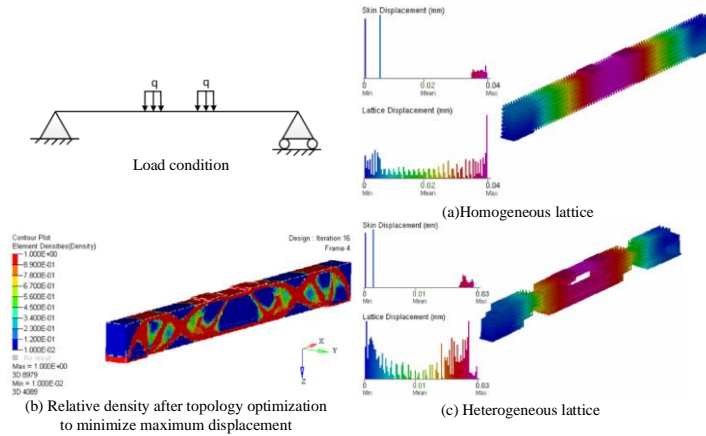 q
q
Load condition
Skin Displacement (mm)
0
0.02
0.04
Min
Mean
Max
Lattice Displacement (mm)
0
0.02
0.04
Min
Mean
Max
(a)Homogeneous lattice
Contour Plot
Element Densities(Density)
1.000E+00
8.900E-01
7.800E-01
6.700E-01
5.600E-01
4.500E-01
3.400E-01
2.300E-01
1.200E-01
1.000E-02
No result
Max = 1.000E+00
3D 8979
Min = 1.000E-02
3D 4089
Design : Iteration 16
Frame 4
X
Y
Z
(b) Relative density after topology optimization
to minimize maximum displacement
Skin Displacement (mm)
0
0.01
0.03
Min
Mean
Max
Lattice Displacement (mm)
0
0.01
0.03
Min
Mean
Max
(c) Heterogeneous lattice